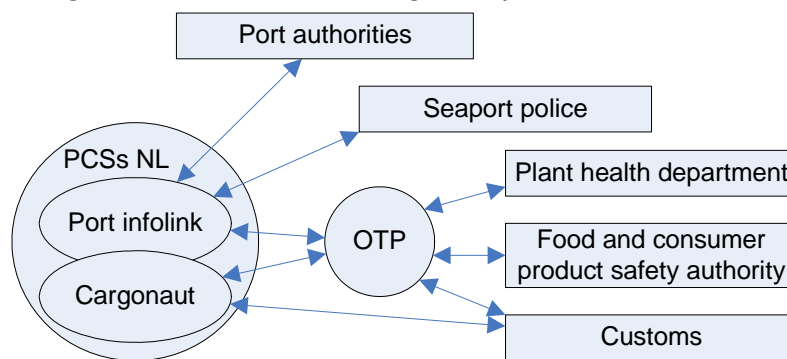 Port authorities
Seaport police
PCSs NL
Port infolink
Cargonaut
OTP
Plant health department
Food and consumer
product safety authority
Customs